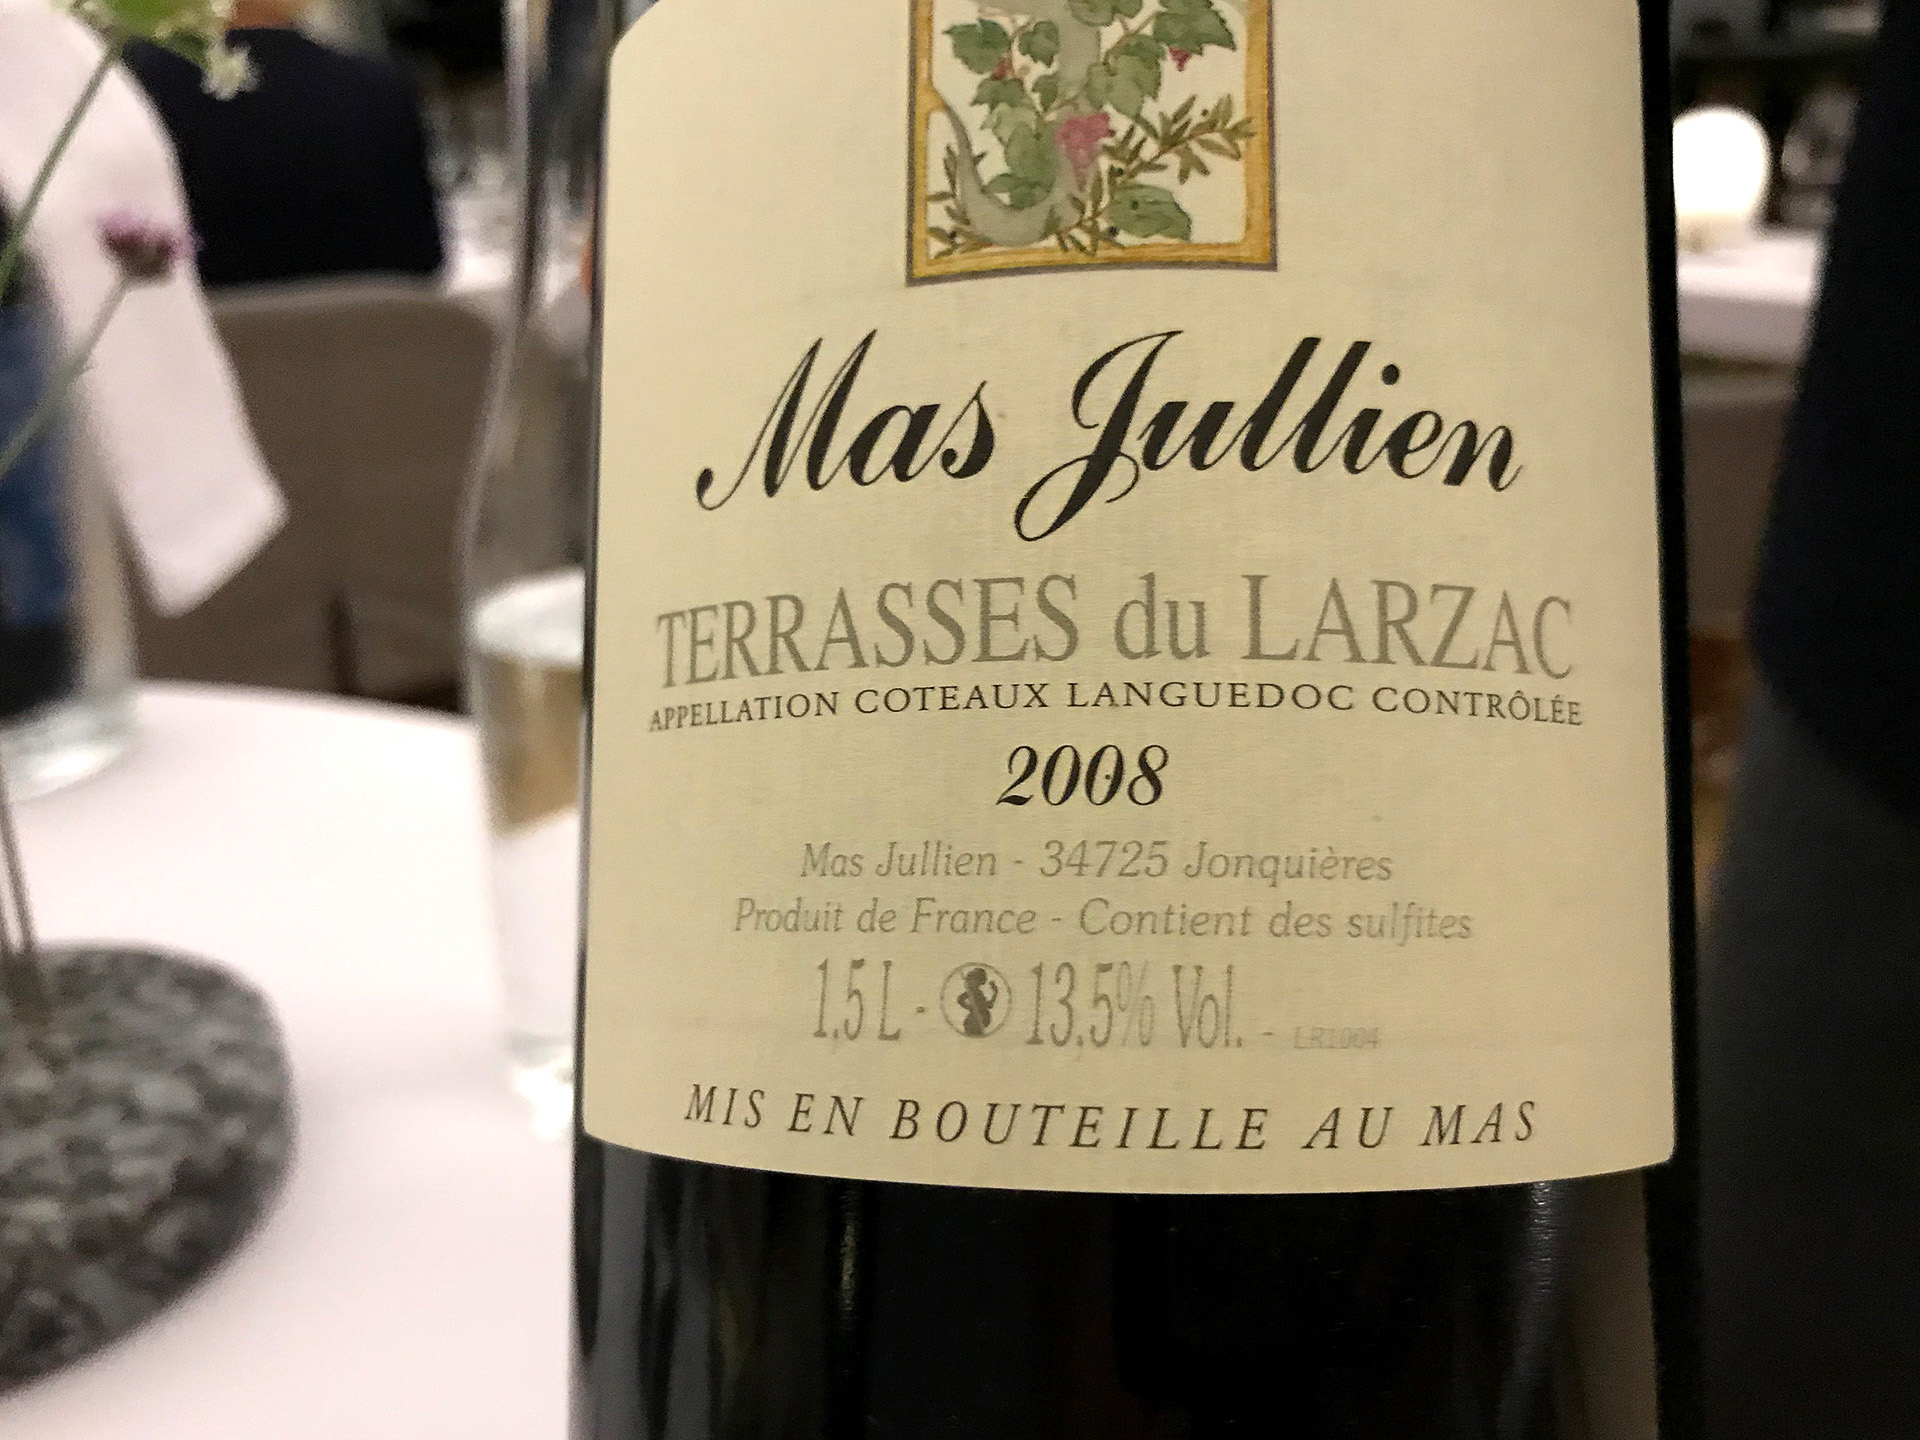 Mas Jullien
TERRASSES du LARZAC
APPELLATION COTEAUX LANGUEDOC CONTRÔLÉE
2008
Mas Jullien - 34725 Jonquières
Produit de France - Contient des sulfites
1.5 L - 13.5% Vol. - LR1004
MIS EN BOUTEILLE AU MAS